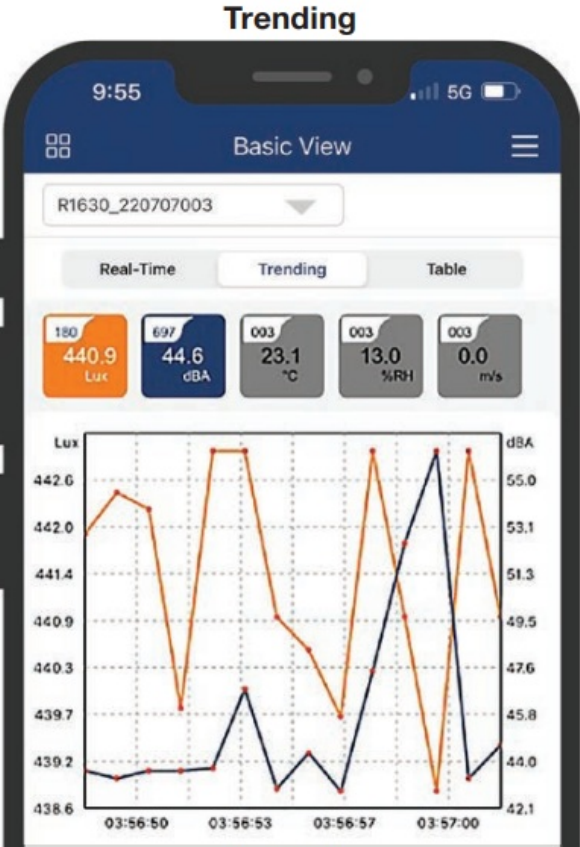 Trending
9:55
5G
Basic View
R1630_220707003
Real-Time Trending Table
180 697 003 003 003
440.9 44.6 23.1 13.0 0.0
Lux dBA °C %RH m/s
Lux dBA
442.6 55.0
442.0 53.1
441.4 51.3
440.9 49.5
440.3 47.6
439.7 45.8
439.2 44.0
438.6 42.1
03:56:50 03:56:53 03:56:57 03:57:00